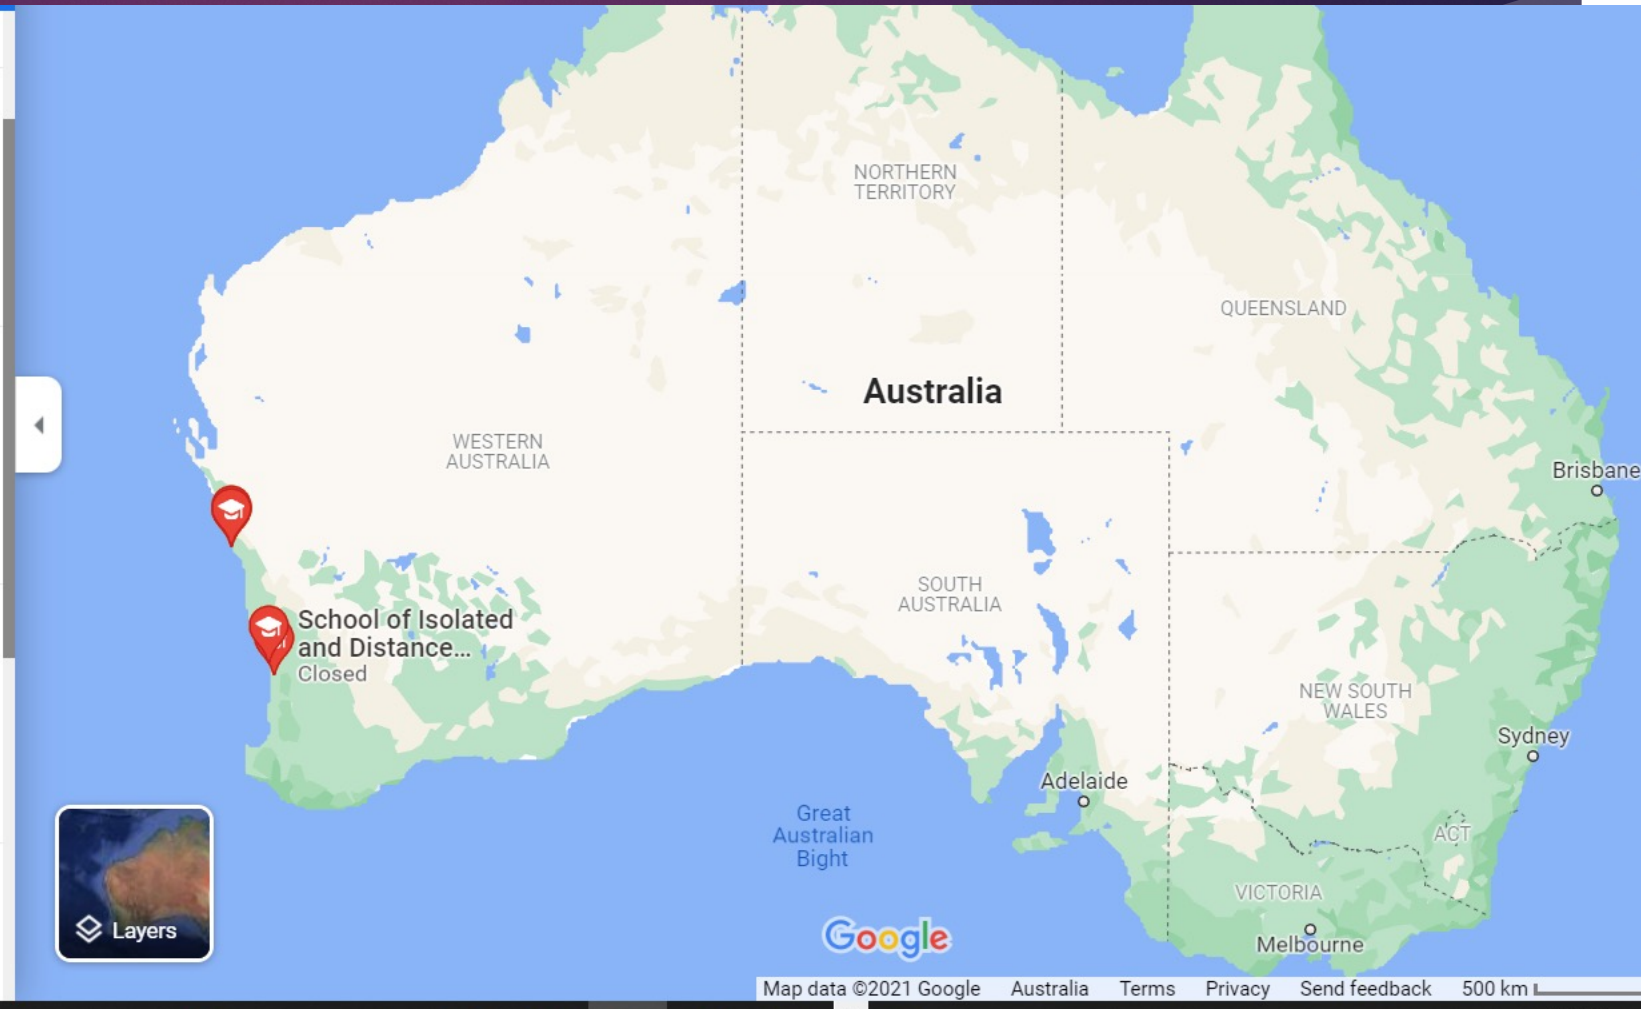 NORTHERN
TERRITORY
QUEENSLAND
Australia
WESTERN
AUSTRALIA
Brisbane
SOUTH
AUSTRALIA
School of Isolated
and Distance...
Closed
NEW SOUTH
WALES
Sydney
Adelaide
Great
Australian
Bight
ACT
VICTORIA
Layers
Google
Melbourne
Map data ©2021 Google Australia Terms Privacy Send feedback 500 km